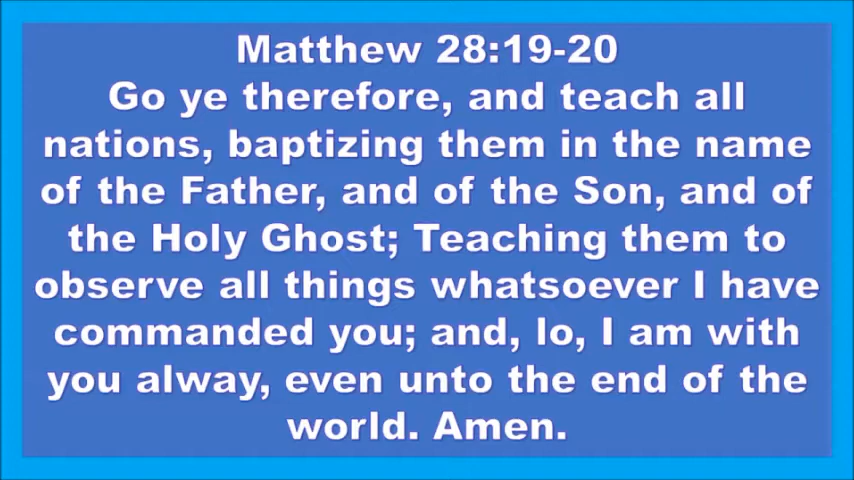 Matthew 28:19-20
Go ye therefore, and teach all
nations, baptizing them in the name
of the Father, and of the Son, and of
the Holy Ghost; Teaching them to
observe all things whatsoever I have
commanded you; and, lo, I am with
you alway, even unto the end of the
world. Amen.